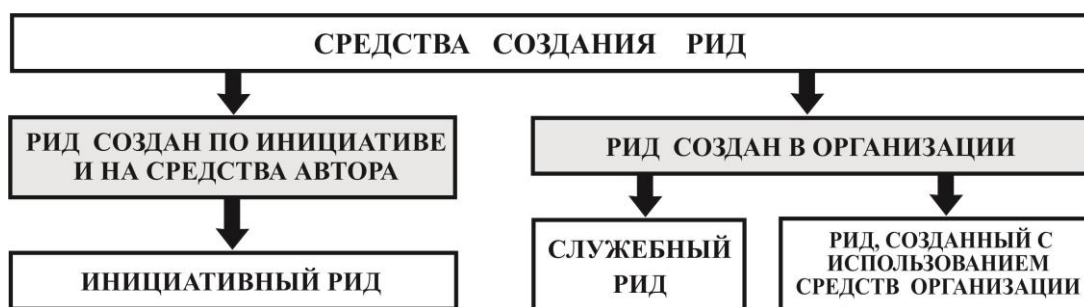 СРЕДСТВА СОЗДАНИЯ РИД
РИД СОЗДАН ПО ИНИЦИАТИВЕ
И НА СРЕДСТВА АВТОРА
РИД СОЗДАН В ОРГАНИЗАЦИИ
ИНИЦИАТИВНЫЙ РИД
СЛУЖЕБНЫЙ
РИД
РИД, СОЗДАННЫЙ С
ИСПОЛЬЗОВАНИЕМ
СРЕДСТВ ОРГАНИЗАЦИИ